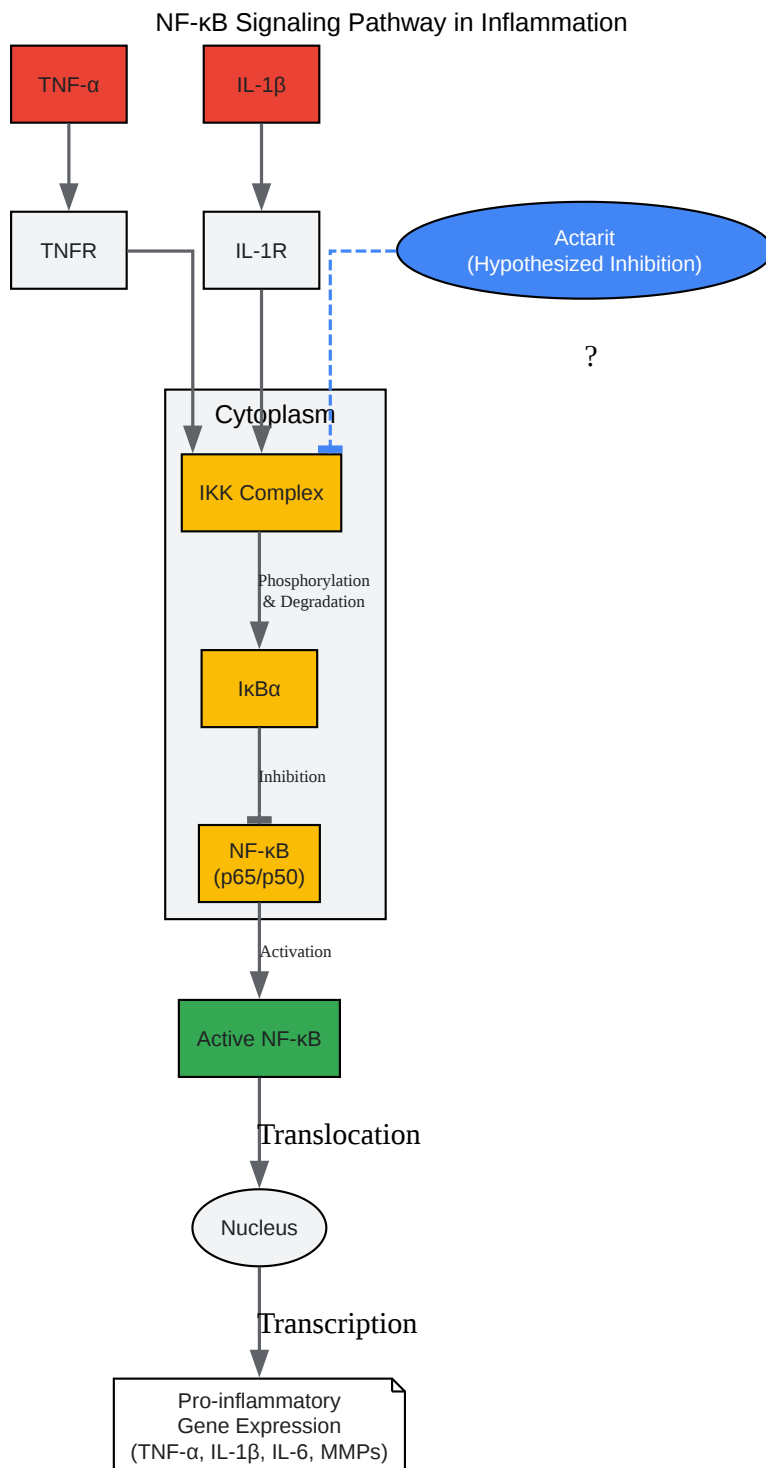 NF-κB Signaling Pathway in Inflammation
TNF-α
IL-1β
TNFR
IL-1R
Actarit
(Hypothesized Inhibition)
?
Cytoplasm
IKK Complex
Phosphorylation
& Degradation
IκBα
Inhibition
NF-κB
(p65/p50)
Activation
Active NF-κB
Translocation
Nucleus
Transcription
Pro-inflammatory
Gene Expression
(TNF-α, IL-1β, IL-6, MMPs)